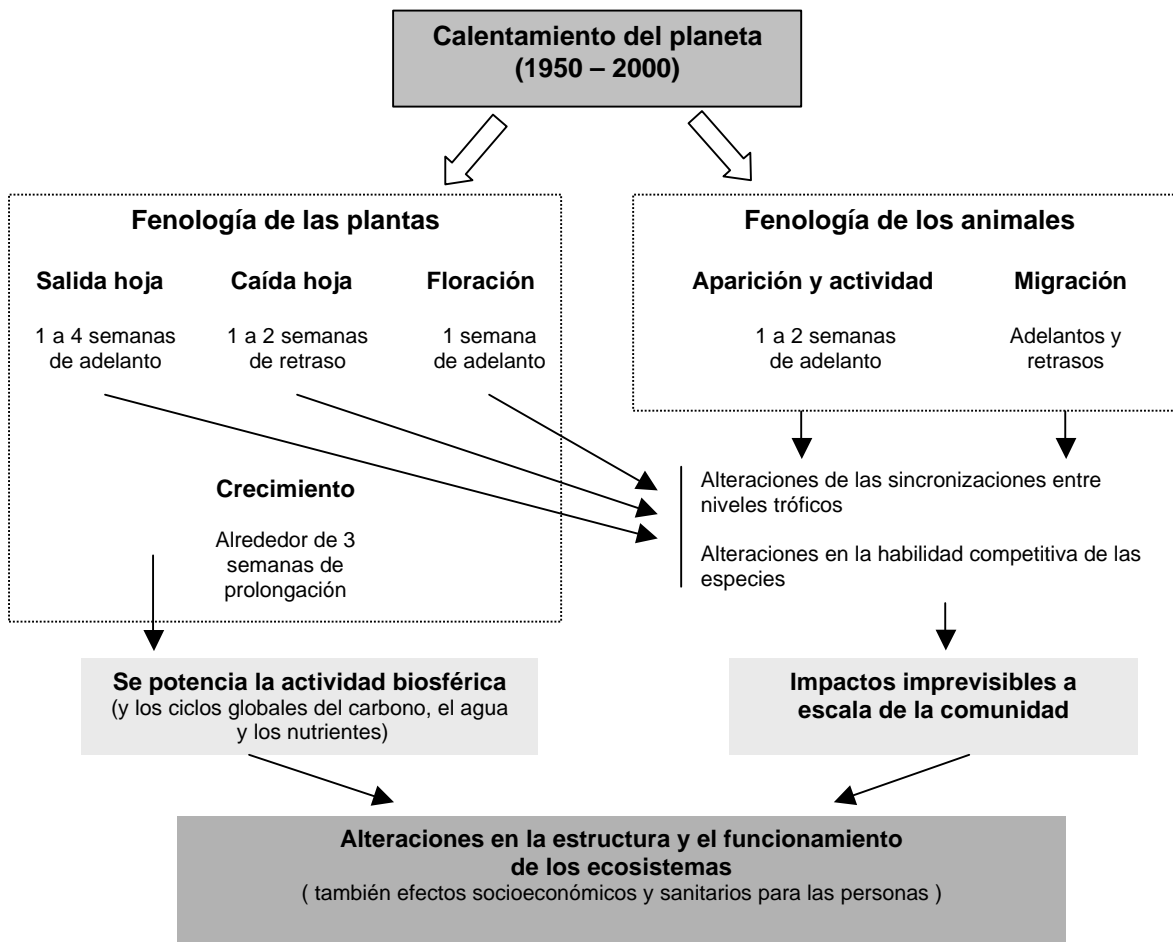 Calentamiento del planeta
(1950 – 2000)
Fenología de las plantas
Salida hoja
1 a 4 semanas
de adelanto
Caída hoja
1 a 2 semanas
de retraso
Floración
1 semana
de adelanto
Crecimiento
Alrededor de 3
semanas de
prolongación
Fenología de los animales
Aparición y actividad
1 a 2 semanas
de adelanto
Migración
Adelantos y
retrasos
Alteraciones de las sincronizaciones entre
niveles tróficos
Alteraciones en la habilidad competitiva de las
especies
Se potencia la actividad biosférica
(y los ciclos globales del carbono, el agua
y los nutrientes)
Impactos imprevisibles a
escala de la comunidad
Alteraciones en la estructura y el funcionamiento
de los ecosistemas
( también efectos socioeconómicos y sanitarios para las personas )